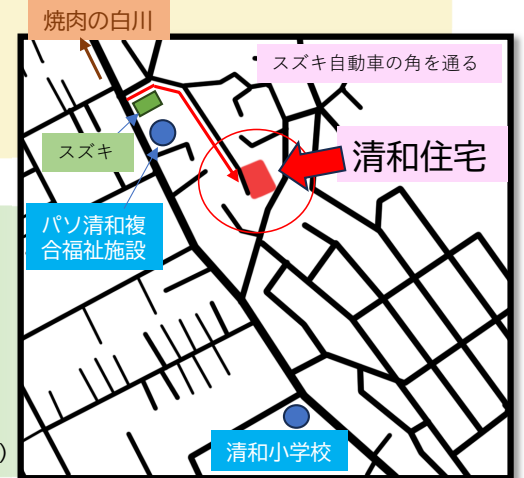 焼肉の白川
スズキ自動車の角を通る
清和住宅
スズキ
パソ清和複
合福祉施設
清和小学校
)